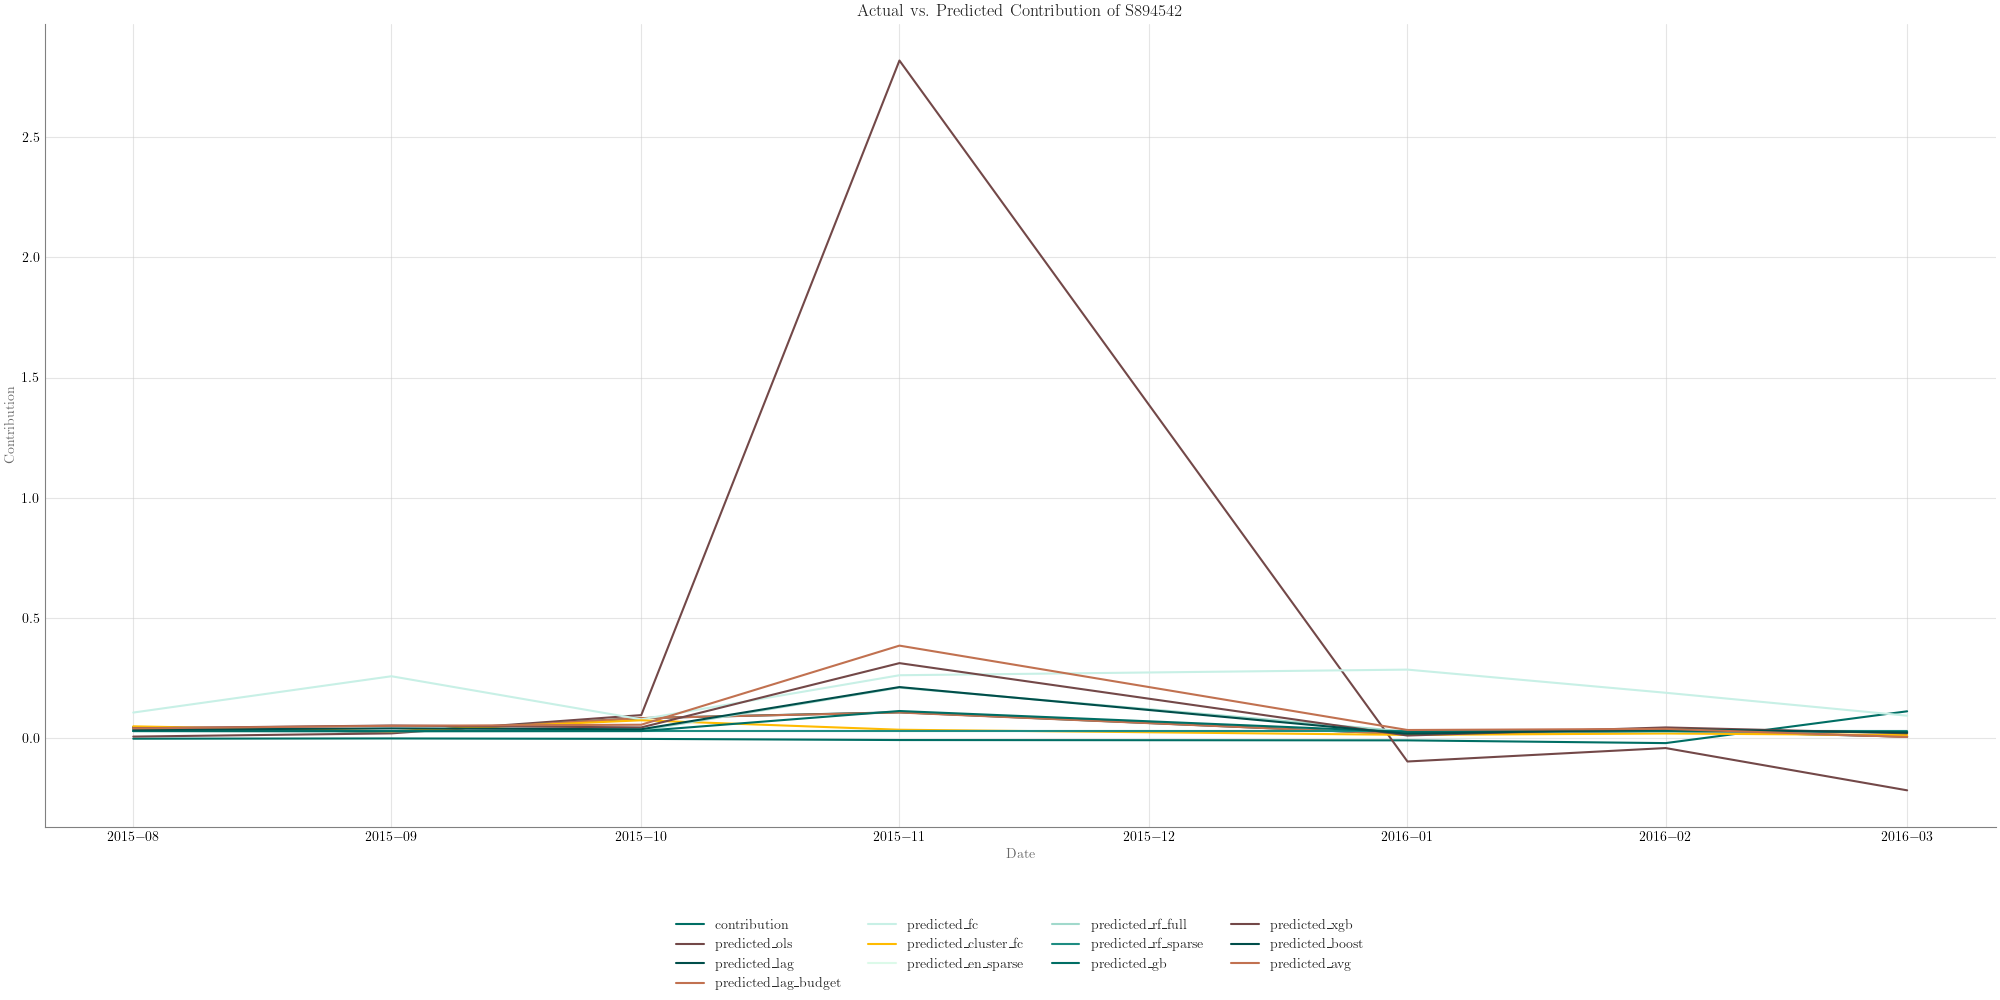 Actual vs. Predicted Contribution of S894542
Contribution
2.5
2.0
1.5
1.0
0.5
0.0
2015−08 2015−09 2015−10 2015−11 2015−12 2016−01 2016−02 2016−03
Date
contribution predicted_fc predicted_rf_full predicted_xgb
predicted_ols predicted_cluster_fc predicted_rf_sparse predicted_boost
predicted_lag predicted_en_sparse predicted_gb predicted_avg
predicted_lag_budget